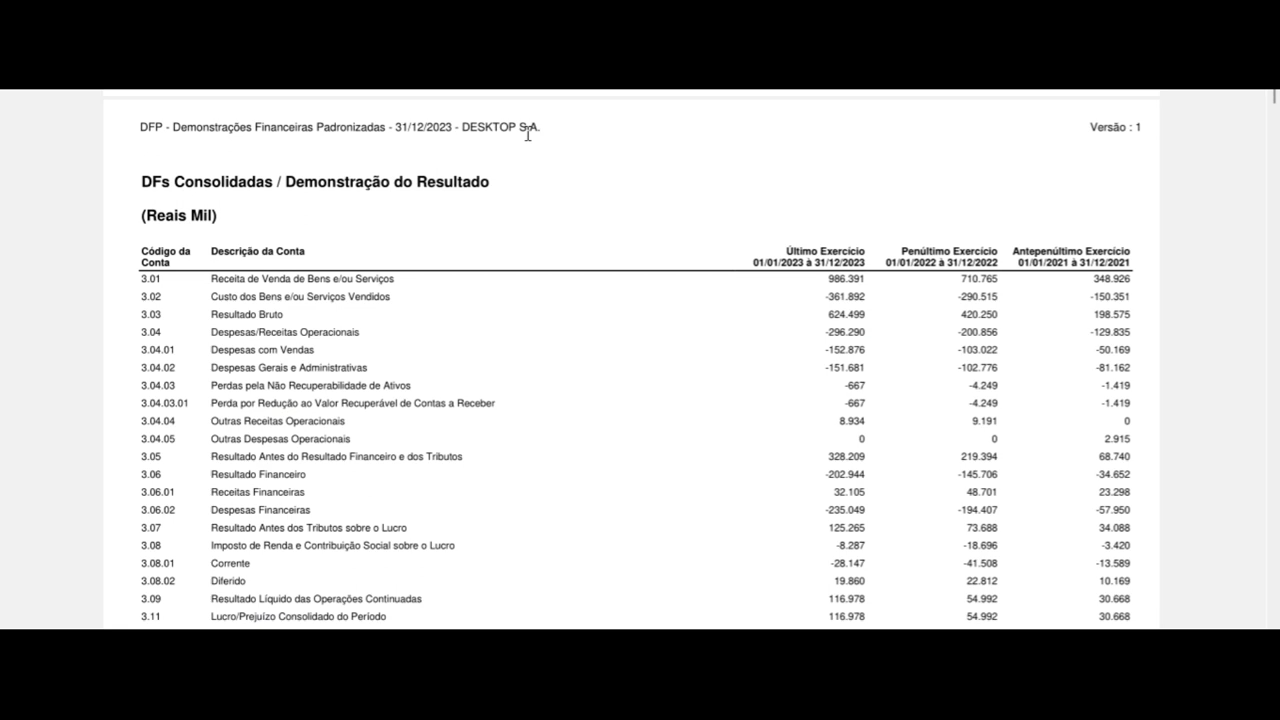 DFP - Demonstrações Financeiras Padronizadas - 31/12/2023 - DESKTOP S.A. Versão : 1
DFs Consolidadas / Demonstração do Resultado
(Reais Mil)
Código da Conta Descrição da Conta Último Exercício 01/01/2023 à 31/12/2023 Penúltimo Exercício 01/01/2022 à 31/12/2022 Antepenúltimo Exercício 01/01/2021 à 31/12/2021
3.01 Receita de Venda de Bens e/ou Serviços 986.391 710.765 348.926
3.02 Custo dos Bens e/ou Serviços Vendidos -361.892 -290.515 -150.351
3.03 Resultado Bruto 624.499 420.250 198.575
3.04 Despesas/Receitas Operacionais -296.290 -200.856 -129.835
3.04.01 Despesas com Vendas -152.876 -103.022 -50.169
3.04.02 Despesas Gerais e Administrativas -151.681 -102.776 -81.162
3.04.03 Perdas pela Não Recuperabilidade de Ativos -667 -4.249 -1.419
3.04.03.01 Perda por Redução ao Valor Recuperável de Contas a Receber -667 -4.249 -1.419
3.04.04 Outras Receitas Operacionais 8.934 9.191 0
3.04.05 Outras Despesas Operacionais 0 0 2.915
3.05 Resultado Antes do Resultado Financeiro e dos Tributos 328.209 219.394 68.740
3.06 Resultado Financeiro -202.944 -145.706 -34.652
3.06.01 Receitas Financeiras 32.105 48.701 23.298
3.06.02 Despesas Financeiras -235.049 -194.407 -57.950
3.07 Resultado Antes dos Tributos sobre o Lucro 125.265 73.688 34.088
3.08 Imposto de Renda e Contribuição Social sobre o Lucro -8.287 -18.696 -3.420
3.08.01 Corrente -28.147 -41.508 -13.589
3.08.02 Diferido 19.860 22.812 10.169
3.09 Resultado Líquido das Operações Continuadas 116.978 54.992 30.668
3.11 Lucro/Prejuízo Consolidado do Período 116.978 54.992 30.668